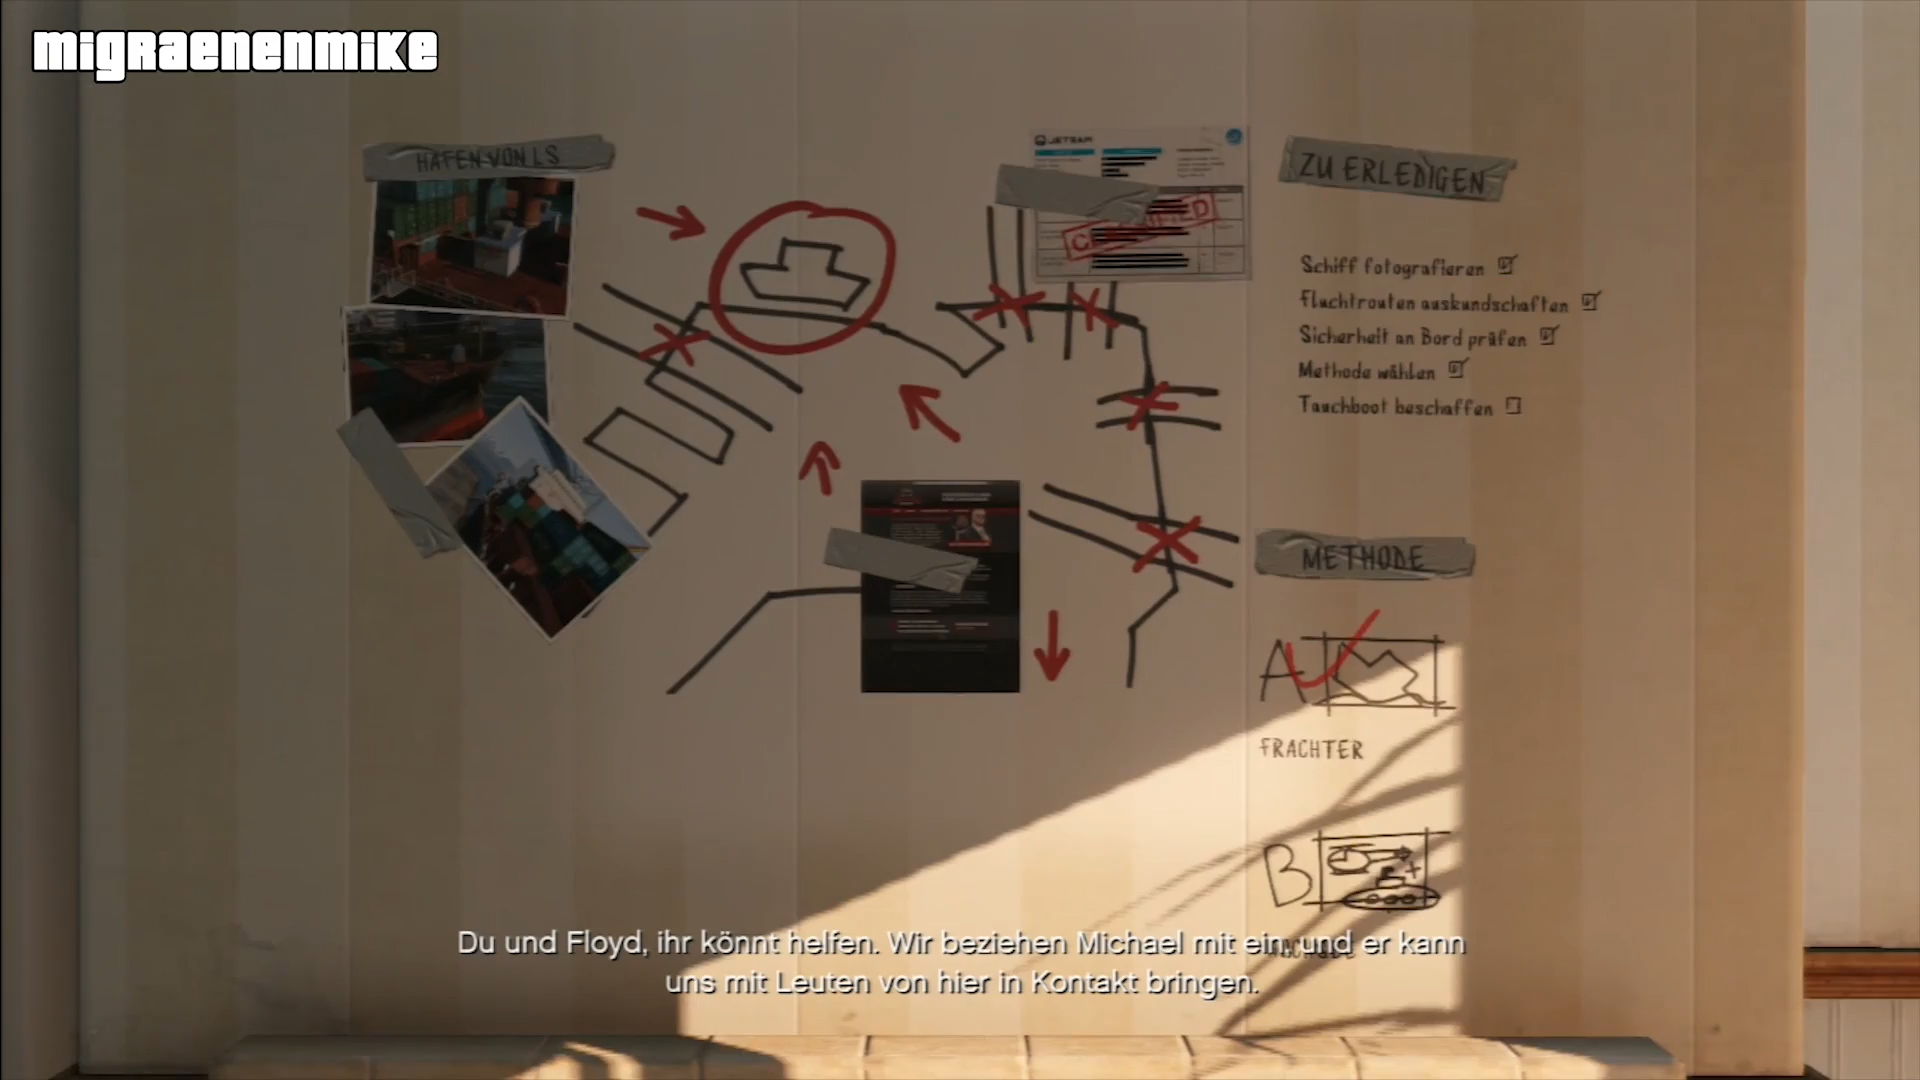 migraenenmike
HAFEN VON LS
JETSAM
ZU ERLEDIGEN
Schiff fotografieren
Fluchtrouten auskundschaften
Sicherheit an Bord prüfen
Methode wählen
Tauchboot beschaffen
METHODE
A
FRACHTER
B
Du und Floyd, ihr könnt helfen. Wir beziehen Michael mit ein und er kann
uns mit Leuten von hier in Kontakt bringen.